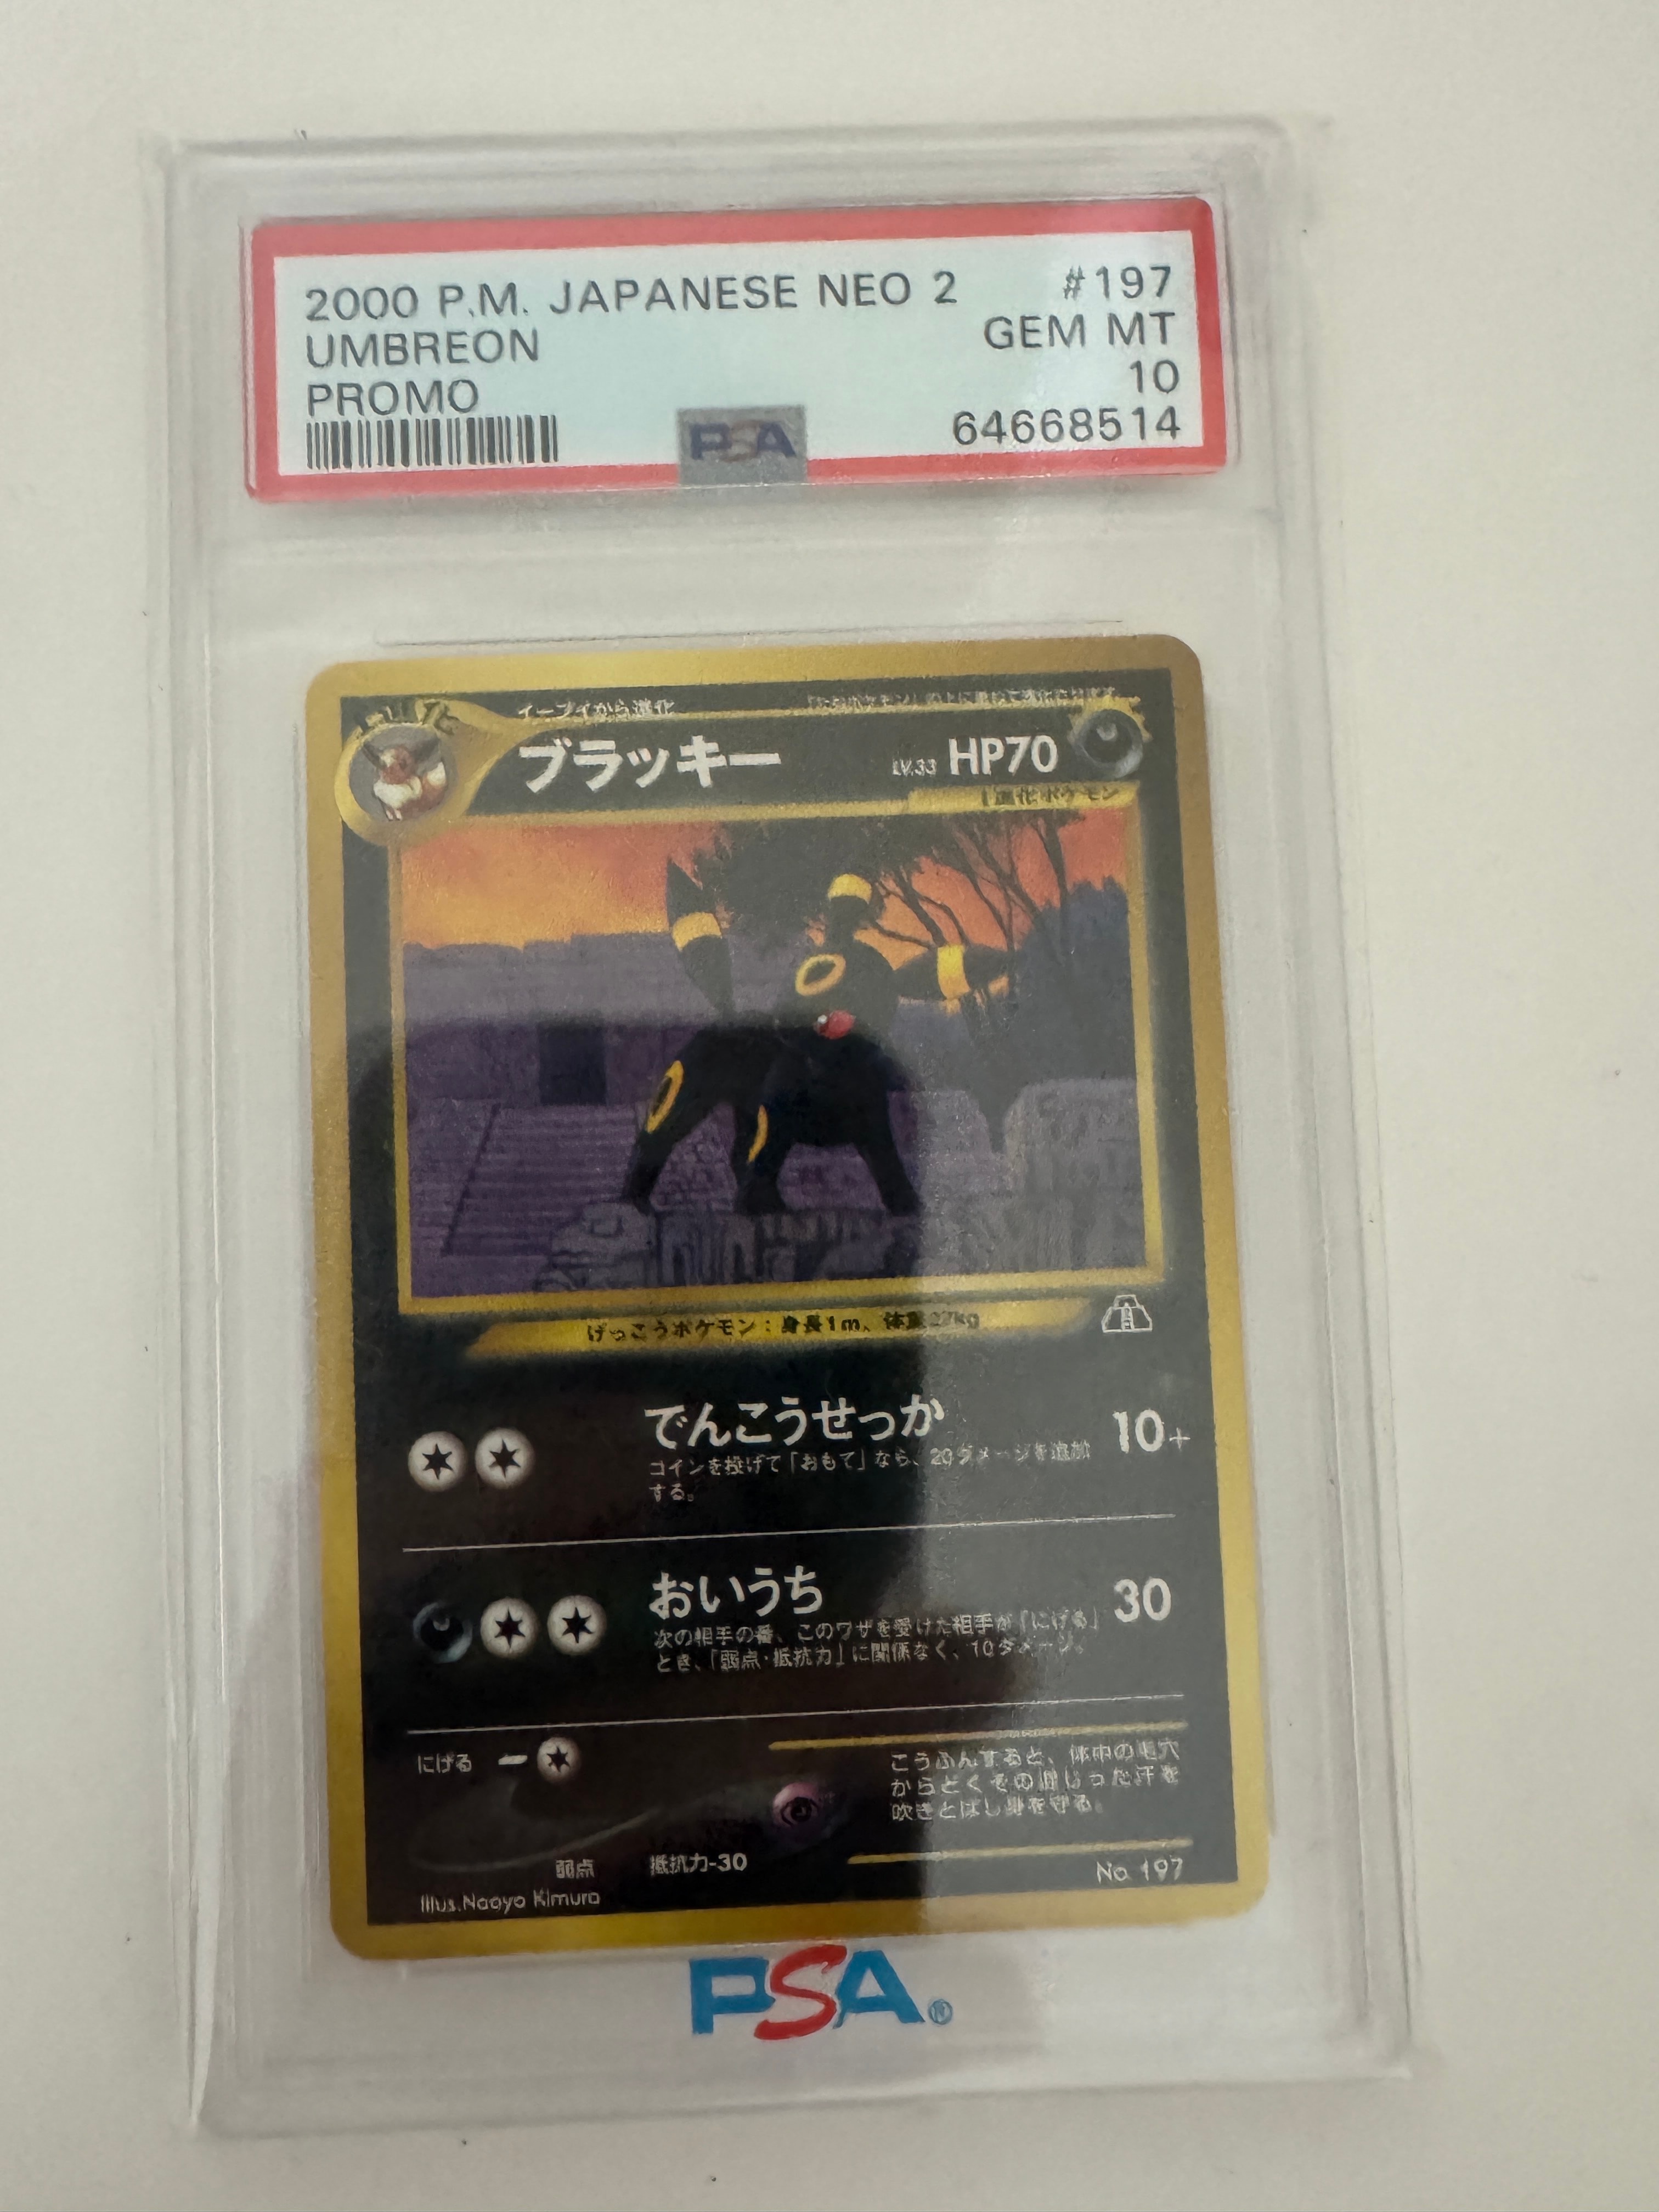 2000 P.M. JAPANESE NEO 2 #197
UMBREON GEM MT
PROMO 10
PSA 64668514
イーブイから進化
ブラッキー LV.33 HP70
1進化ポケモン
げっこうポケモン:身長1m、体重27kg
でんこうせっか 10+
コインを投げて「おもて」なら、20ダメージを追加
する。
おいうち 30
次の相手の番、このワザを受けた相手が「にげる」
とき、「弱点・抵抗力」に関係なく、10ダメージ。
にげる
こうふんすると、体中の毛穴
からどくその混じった汗を
吹きとばし身を守る。
弱点 抵抗力-30
No. 197
Illus. Naoyo Kimura
PSA®